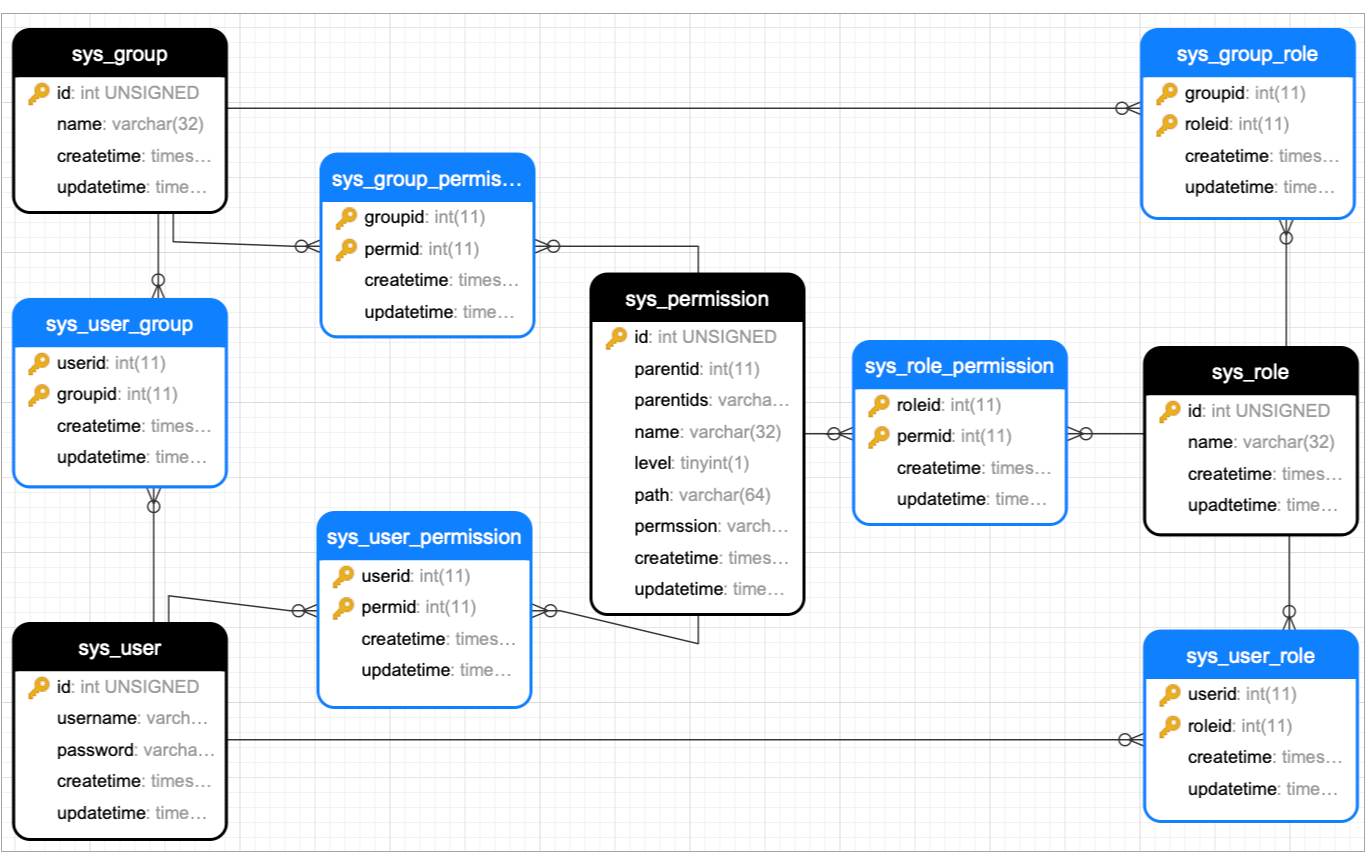 sys_group
id: int UNSIGNED
name: varchar(32)
createtime: times...
updatetime: time...
sys_group_permis...
groupid: int(11)
permid: int(11)
createtime: times...
updatetime: time...
sys_group_role
groupid: int(11)
roleid: int(11)
createtime: times...
updatetime: time...
sys_user_group
userid: int(11)
groupid: int(11)
createtime: times...
updatetime: time...
sys_permission
id: int UNSIGNED
parentid: int(11)
parentids: varcha...
name: varchar(32)
level: tinyint(1)
path: varchar(64)
permssion: varch...
createtime: times...
updatetime: time...
sys_role_permission
roleid: int(11)
permid: int(11)
createtime: times...
updatetime: time...
sys_role
id: int UNSIGNED
name: varchar(32)
createtime: times...
upadtetime: time...
sys_user_permission
userid: int(11)
permid: int(11)
createtime: times...
updatetime: time...
sys_user
id: int UNSIGNED
username: varch...
password: varcha...
createtime: times...
updatetime: time...
sys_user_role
userid: int(11)
roleid: int(11)
createtime: times...
updatetime: time...